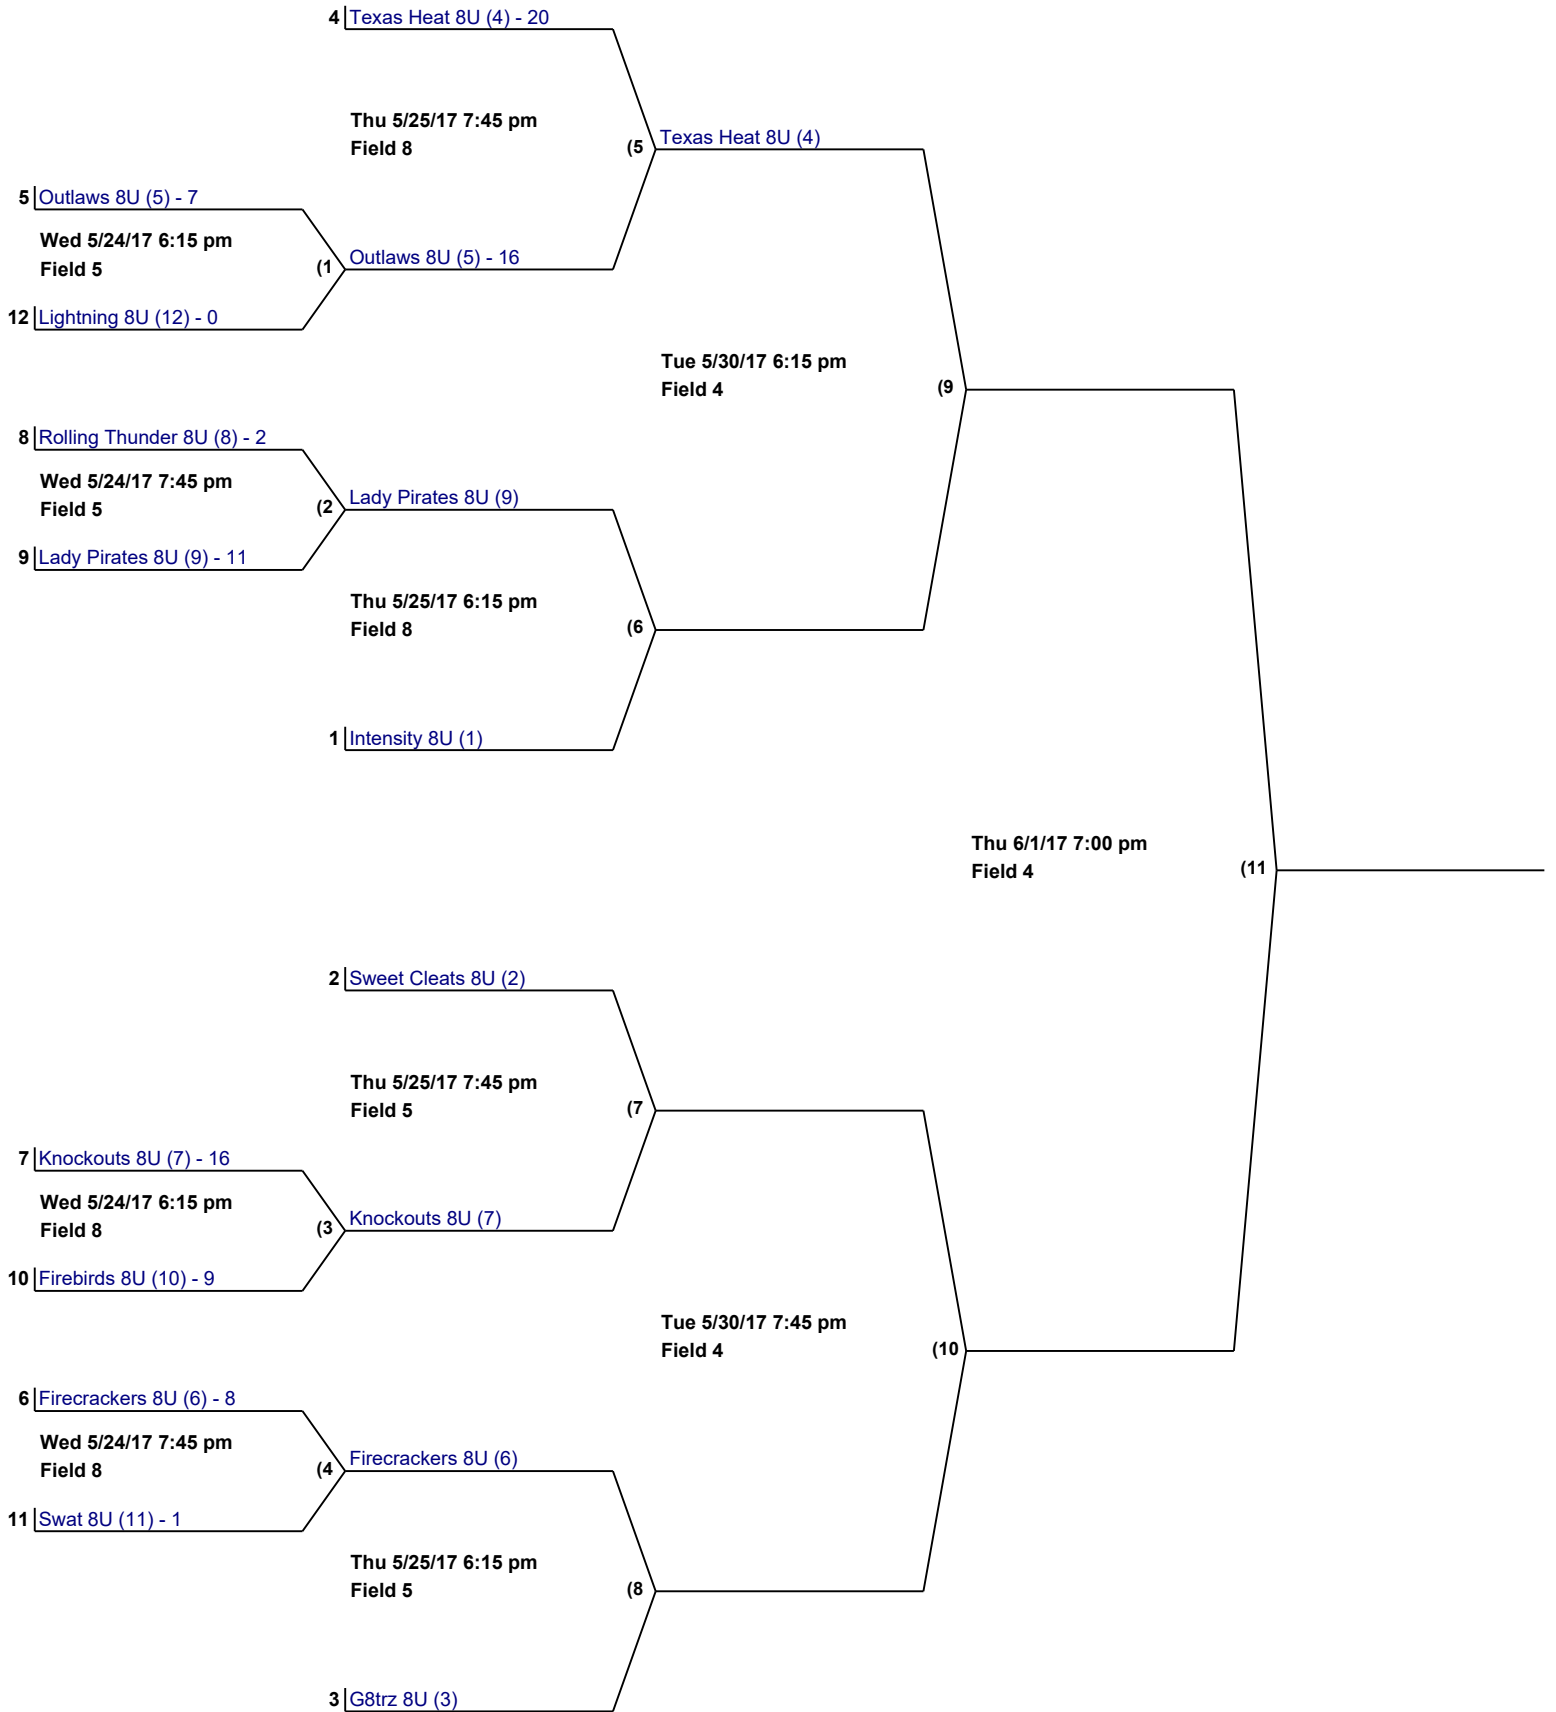 4 Texas Heat 8U (4) - 20
Thu 5/25/17 7:45 pm
Field 8
(5 Texas Heat 8U (4)
5 Outlaws 8U (5) - 7
Wed 5/24/17 6:15 pm
Field 5
(1 Outlaws 8U (5) - 16
12 Lightning 8U (12) - 0
Tue 5/30/17 6:15 pm
Field 4
(9
8 Rolling Thunder 8U (8) - 2
Wed 5/24/17 7:45 pm
Field 5
(2 Lady Pirates 8U (9)
9 Lady Pirates 8U (9) - 11
Thu 5/25/17 6:15 pm
Field 8
(6
1 Intensity 8U (1)
Thu 6/1/17 7:00 pm
Field 4
(11
2 Sweet Cleats 8U (2)
Thu 5/25/17 7:45 pm
Field 5
(7
7 Knockouts 8U (7) - 16
Wed 5/24/17 6:15 pm
Field 8
(3 Knockouts 8U (7)
10 Firebirds 8U (10) - 9
Tue 5/30/17 7:45 pm
Field 4
(10
6 Firecrackers 8U (6) - 8
Wed 5/24/17 7:45 pm
Field 8
(4 Firecrackers 8U (6)
11 Swat 8U (11) - 1
Thu 5/25/17 6:15 pm
Field 5
(8
3 G8trz 8U (3)